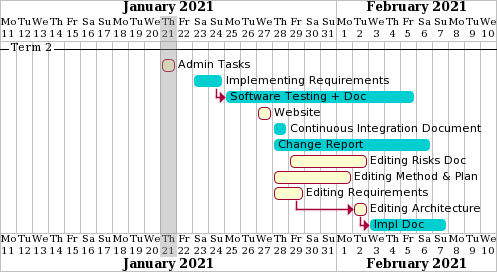 January 2021 February 2021
Mo Tu We Th Fr Sa Su Mo Tu We Th Fr Sa Su Mo Tu We Th Fr Sa Su Mo Tu We Th Fr Sa Su Mo Tu We
11 12 13 14 15 16 17 18 19 20 21 22 23 24 25 26 27 28 29 30 31 1 2 3 4 5 6 7 8 9 10
Term 2
Admin Tasks
Implementing Requirements
Software Testing + Doc
Website
Continuous Integration Document
Change Report
Editing Risks Doc
Editing Method & Plan
Editing Requirements
Editing Architecture
Impl Doc
Mo Tu We Th Fr Sa Su Mo Tu We Th Fr Sa Su Mo Tu We Th Fr Sa Su Mo Tu We Th Fr Sa Su Mo Tu We
11 12 13 14 15 16 17 18 19 20 21 22 23 24 25 26 27 28 29 30 31 1 2 3 4 5 6 7 8 9 10
January 2021 February 2021